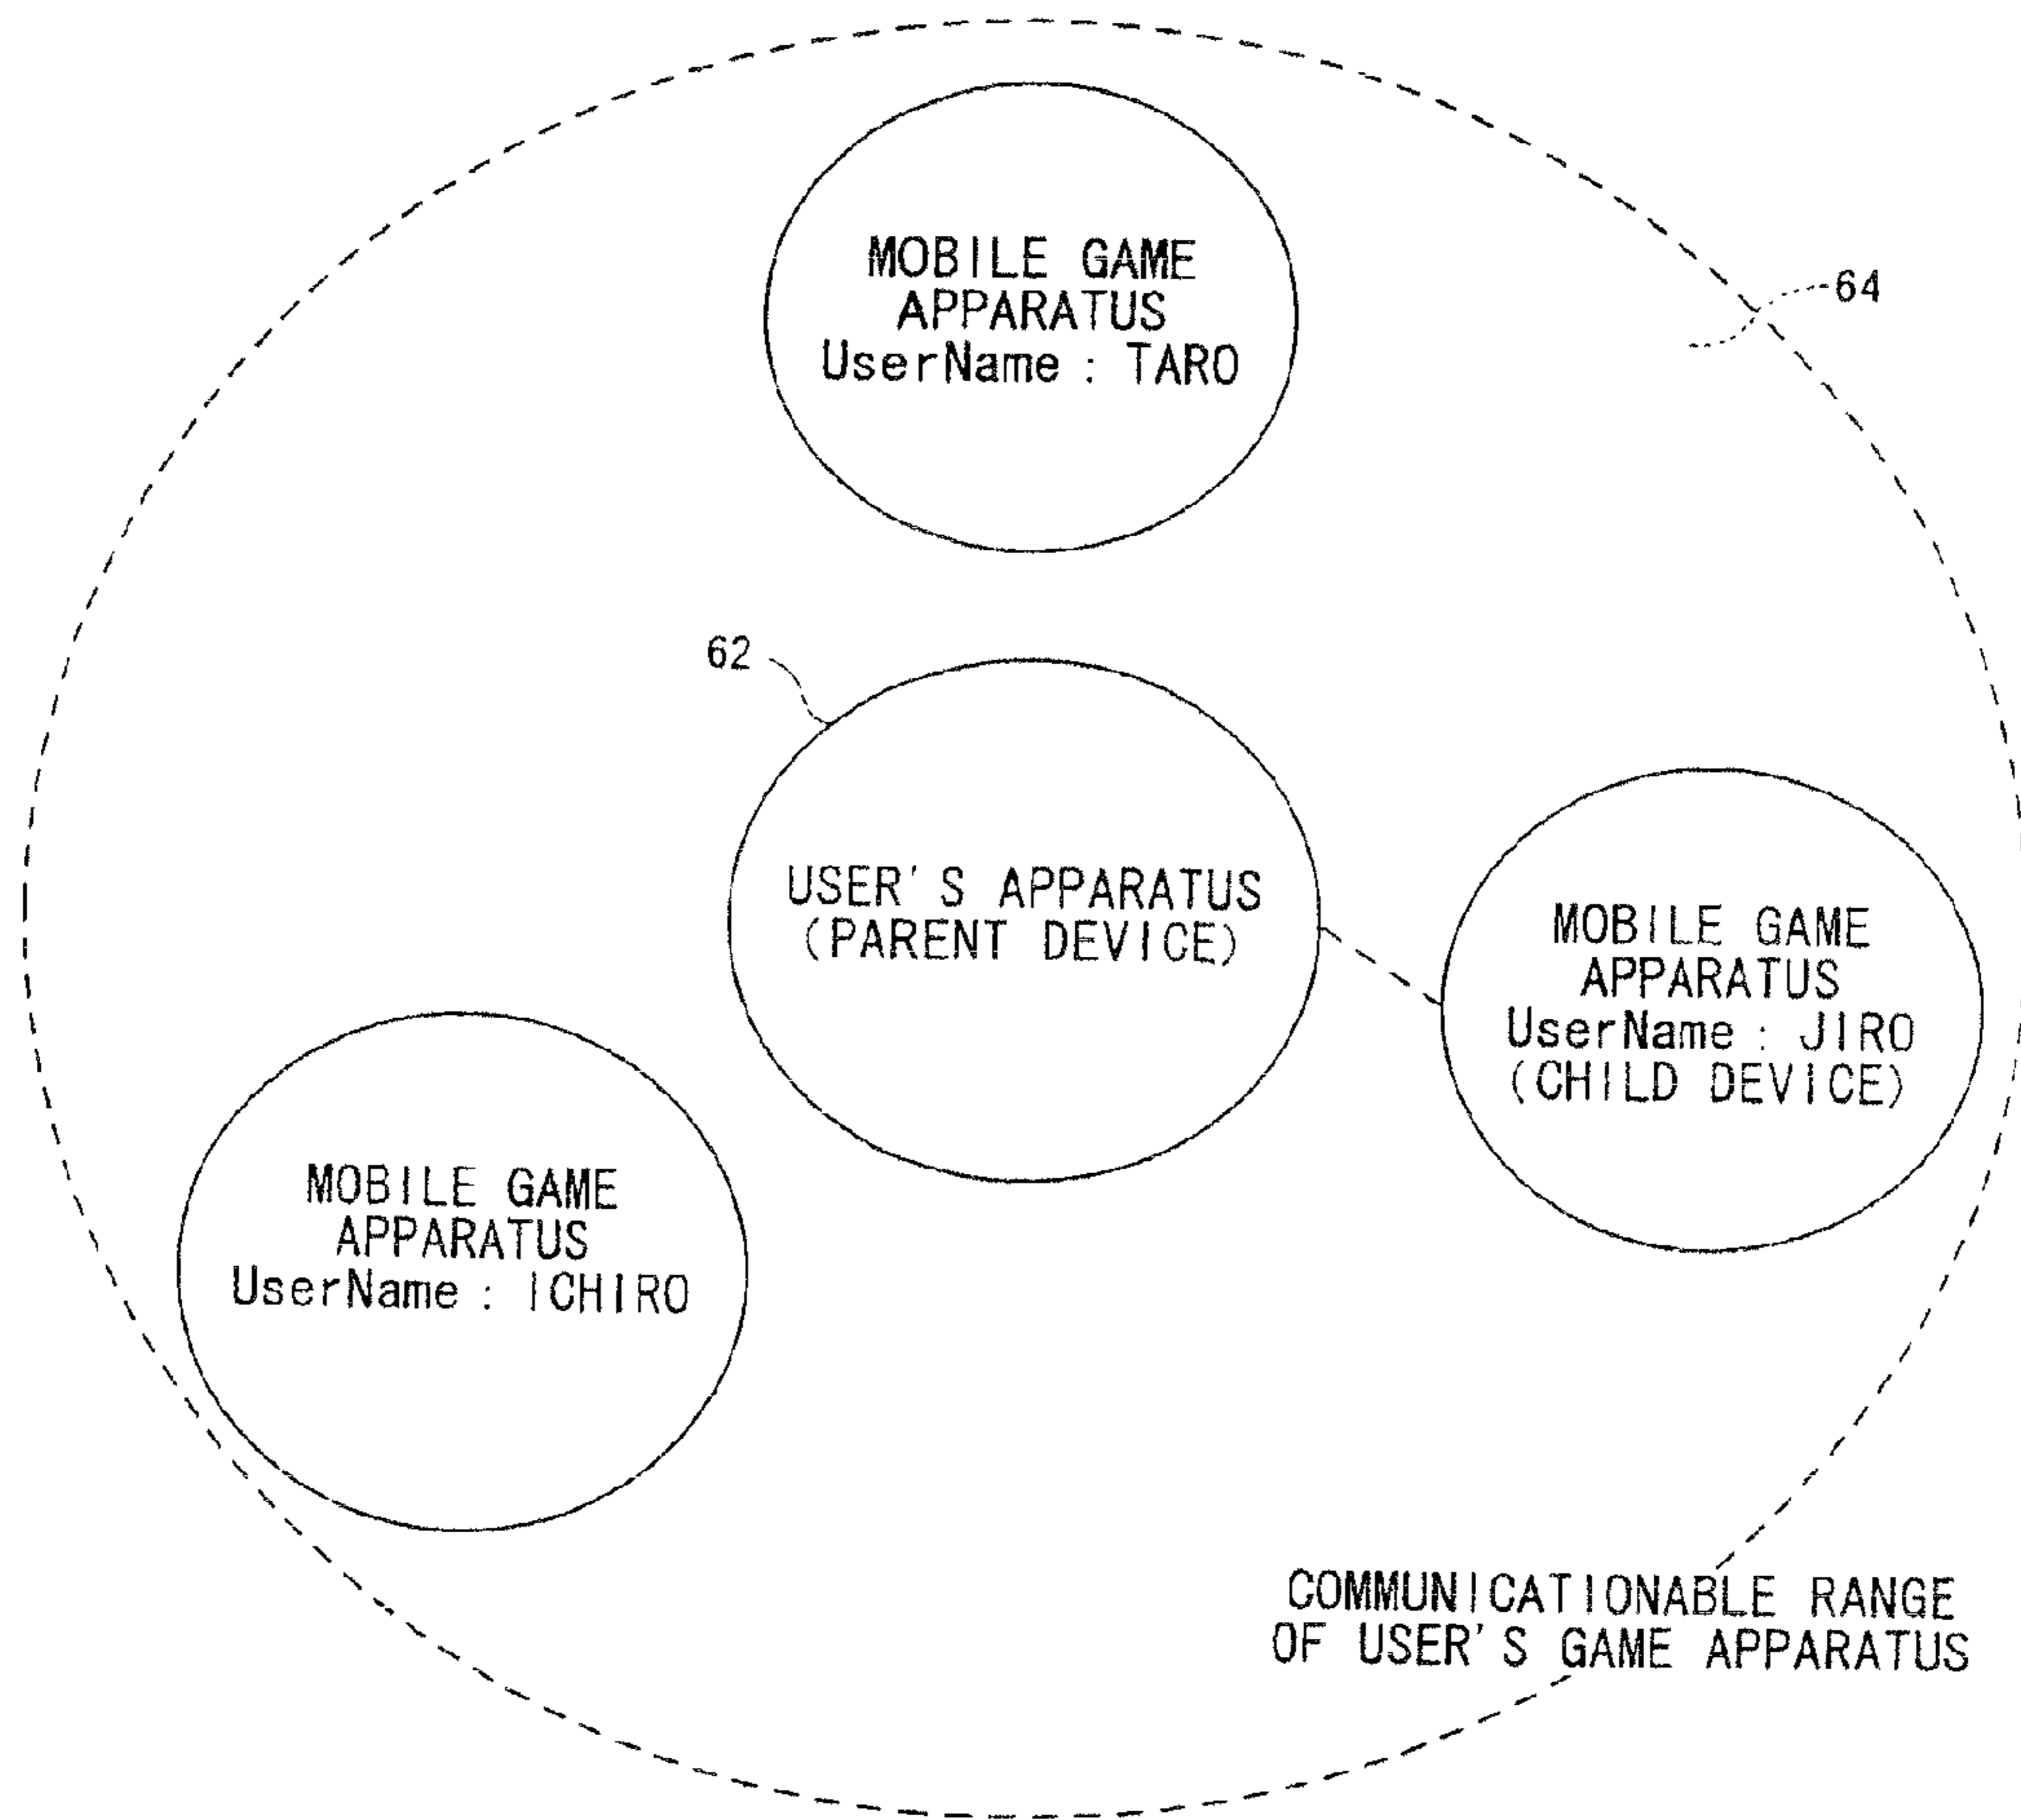 MOBILE GAME
APPARATUS
UserName : TARO
64
62
USER'S APPARATUS
(PARENT DEVICE)
MOBILE GAME
APPARATUS
UserName : JIRO
(CHILD DEVICE)
MOBILE GAME
APPARATUS
UserName : ICHIRO
COMMUNICATIONABLE RANGE
OF USER'S GAME APPARATUS